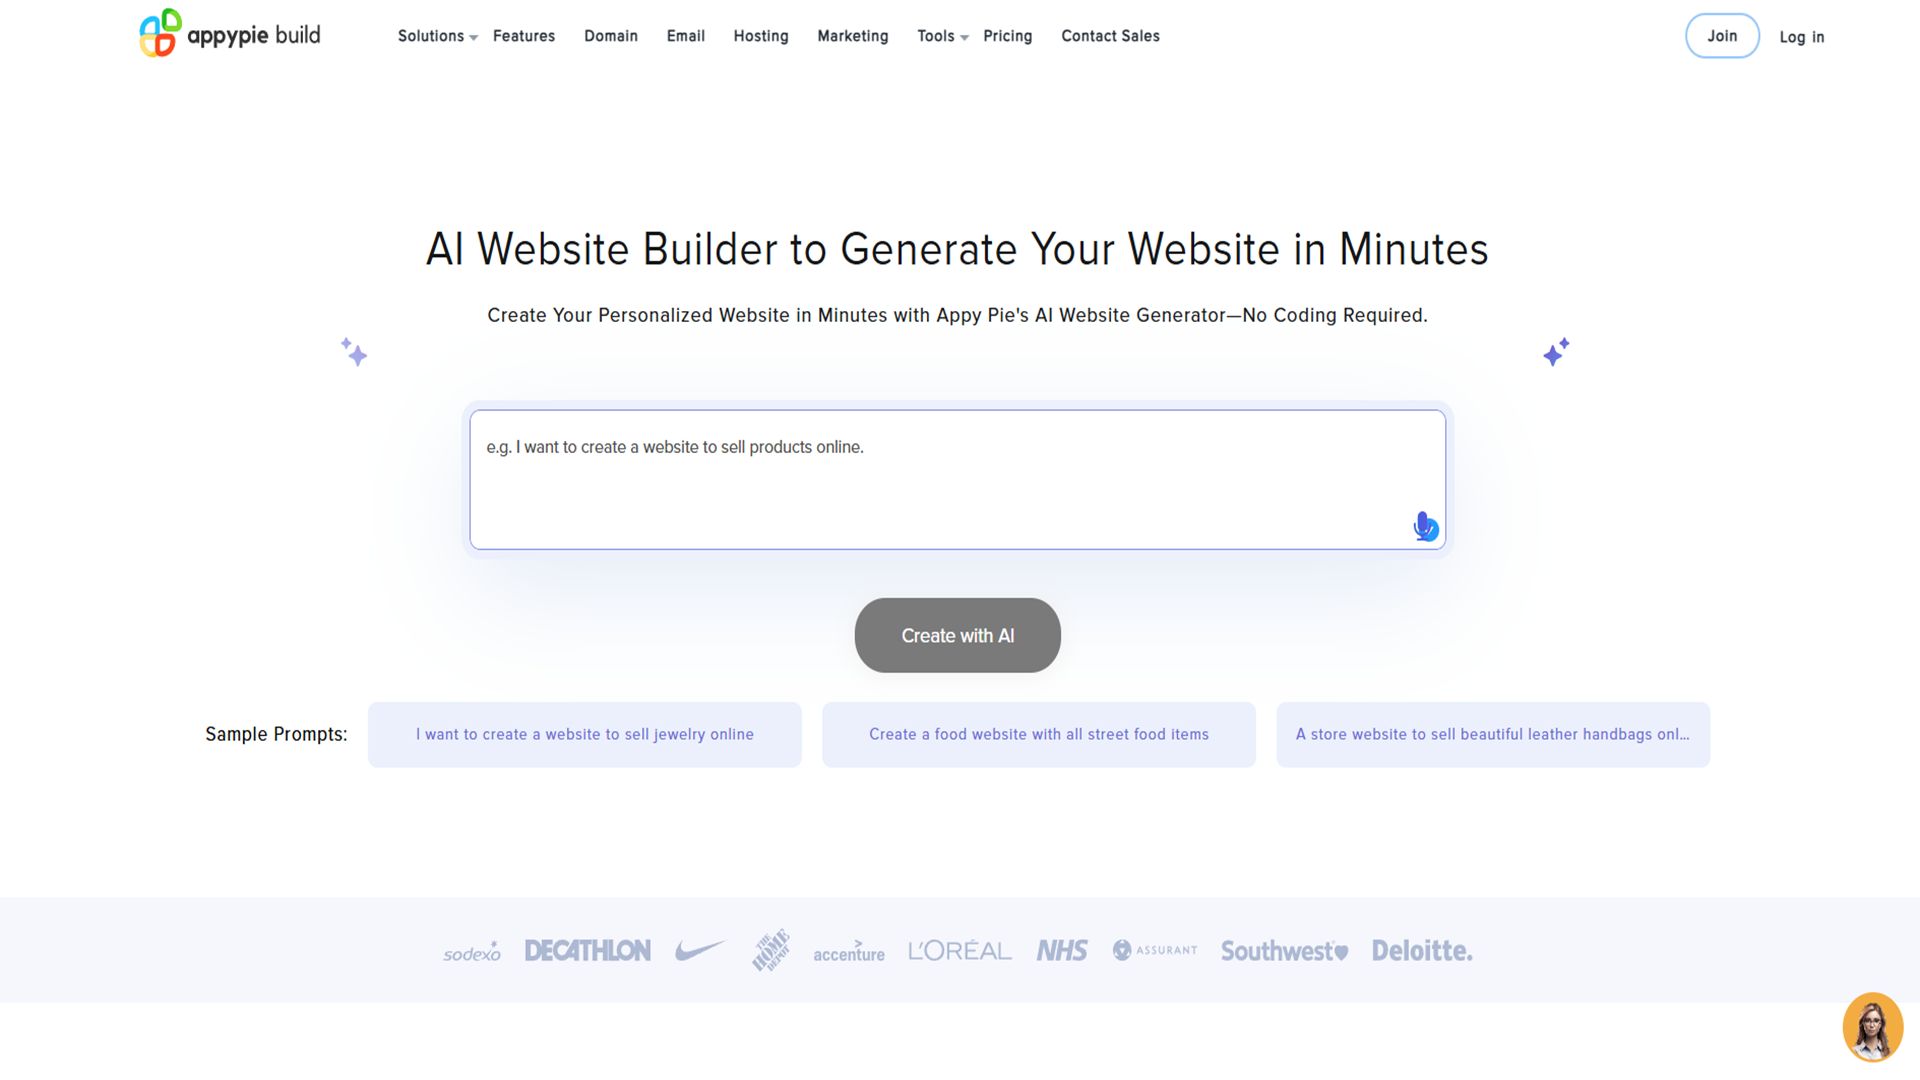 appypie build
Solutions Features Domain Email Hosting Marketing Tools Pricing Contact Sales
Join Log in
AI Website Builder to Generate Your Website in Minutes
Create Your Personalized Website in Minutes with Appy Pie's AI Website Generator—No Coding Required.
e.g. I want to create a website to sell products online.
Create with AI
Sample Prompts:
I want to create a website to sell jewelry online
Create a food website with all street food items
A store website to sell beautiful leather handbags onl...
sodexo DECATHLON THE HOME DEPOT accenture L'ORÉAL NHS ASSURANT Southwest Deloitte.